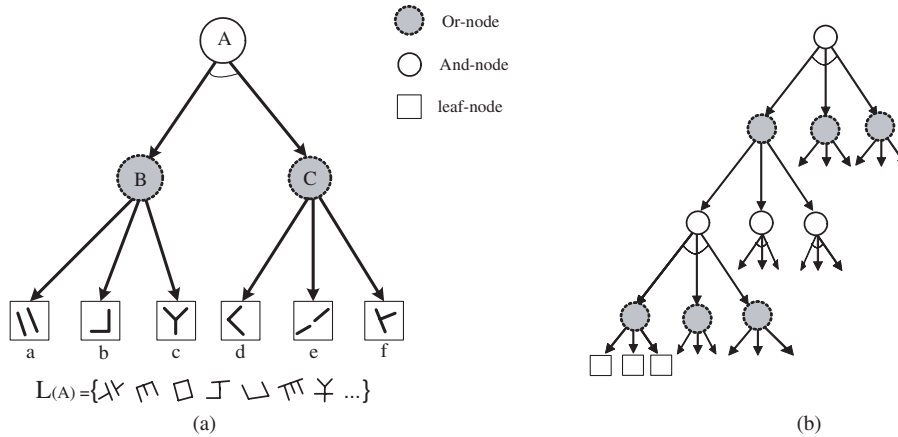 A
Or-node
And-node
leaf-node
B
C
a b c d e f
L(A) ={ ... }
(a)
(b)